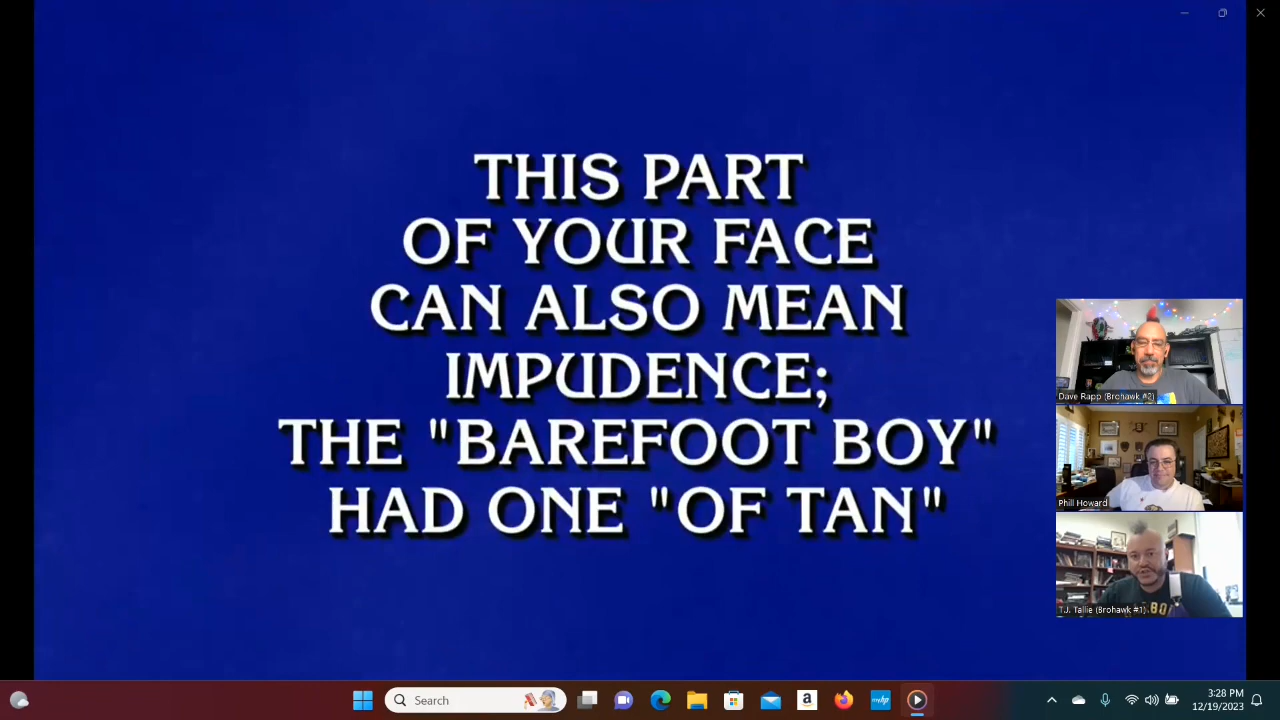 THIS PART
OF YOUR FACE
CAN ALSO MEAN
IMPUDENCE;
THE "BAREFOOT BOY"
HAD ONE "OF TAN"
Dave Rapp (Brohawk #2)
Phill Howard
T.J. Tallie (Brohawk #1)
Search
a
3:28 PM
12/19/2023